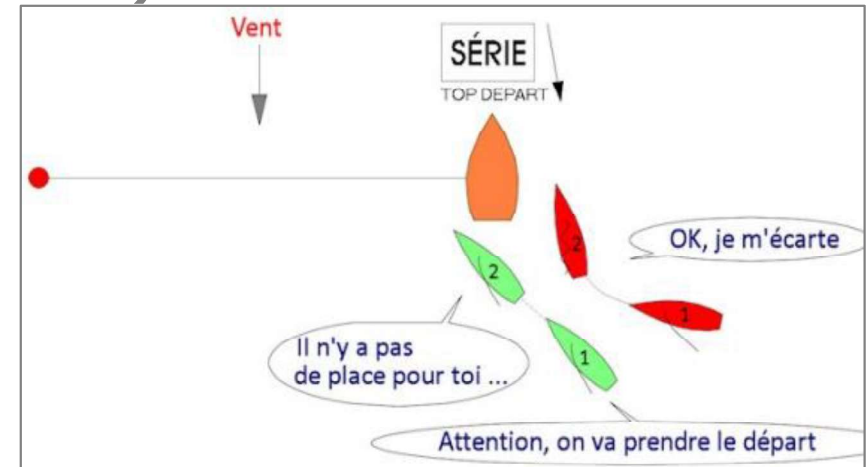 Vent
SÉRIE
TOP DEPART
2
OK, je m'écarte
2
1
Il n'y a pas
de place pour toi ...
1
Attention, on va prendre le départ